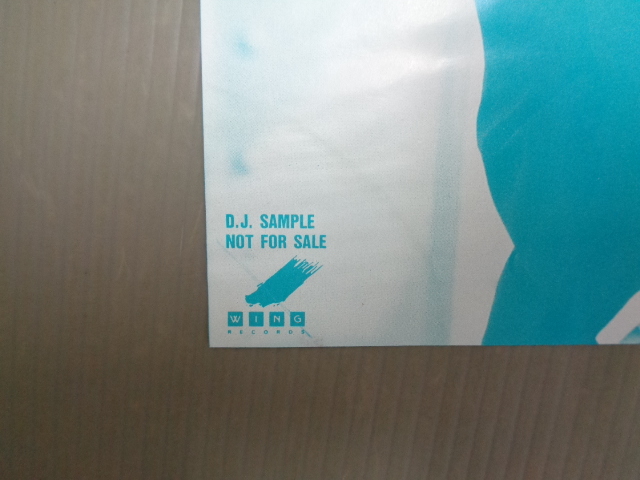 D.J. SAMPLE
NOT FOR SALE
WING
RECORDS